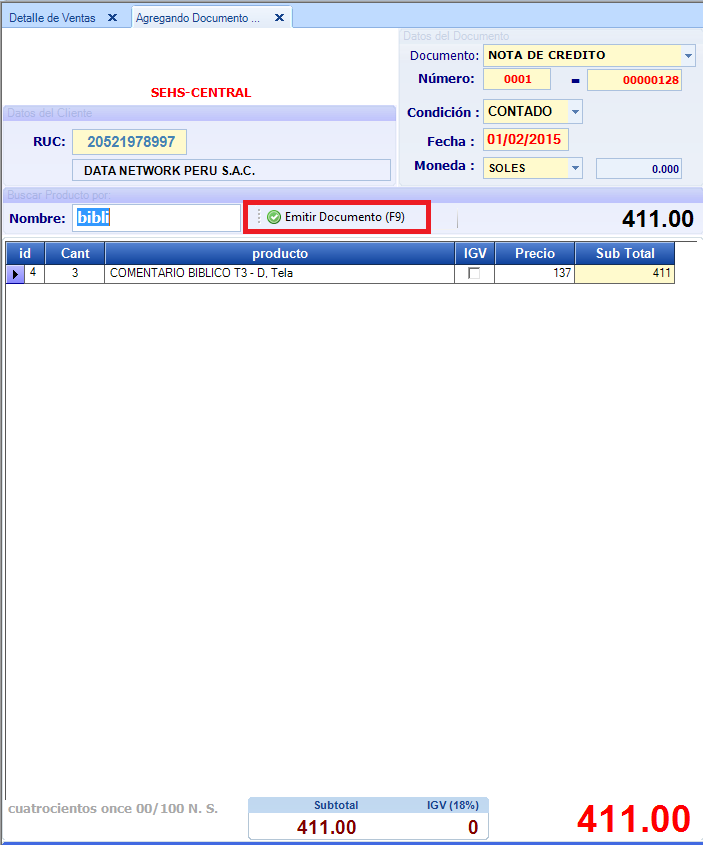 Detalle de Ventas
Agregando Documento ...
Datos del Documento
Documento: NOTA DE CREDITO
Número: 0001 - 00000128
SEHS-CENTRAL
Condición : CONTADO
Datos del Cliente
RUC: 20521978997
Fecha : 01/02/2015
DATA NETWORK PERU S.A.C.
Moneda : SOLES 0.000
Buscar Producto por:
Nombre: bibli
Emitir Documento (F9)
411.00
id Cant producto IGV Precio Sub Total
4 3 COMENTARIO BIBLICO T3 - D, Tela 137 411
cuatrocientos once 00/100 N. S.
Subtotal IGV (18%)
411.00 0
411.00